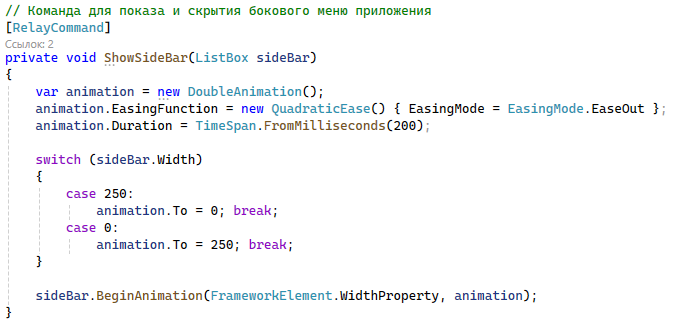 // Команда для показа и скрытия бокового меню приложения
[RelayCommand]
Ссылок: 2
private void ShowSideBar(ListBox sideBar)
{
    var animation = new DoubleAnimation();
    animation.EasingFunction = new QuadraticEase() { EasingMode = EasingMode.EaseOut };
    animation.Duration = TimeSpan.FromMilliseconds(200);

    switch (sideBar.Width)
    {
        case 250:
            animation.To = 0; break;
        case 0:
            animation.To = 250; break;
    }

    sideBar.BeginAnimation(FrameworkElement.WidthProperty, animation);
}